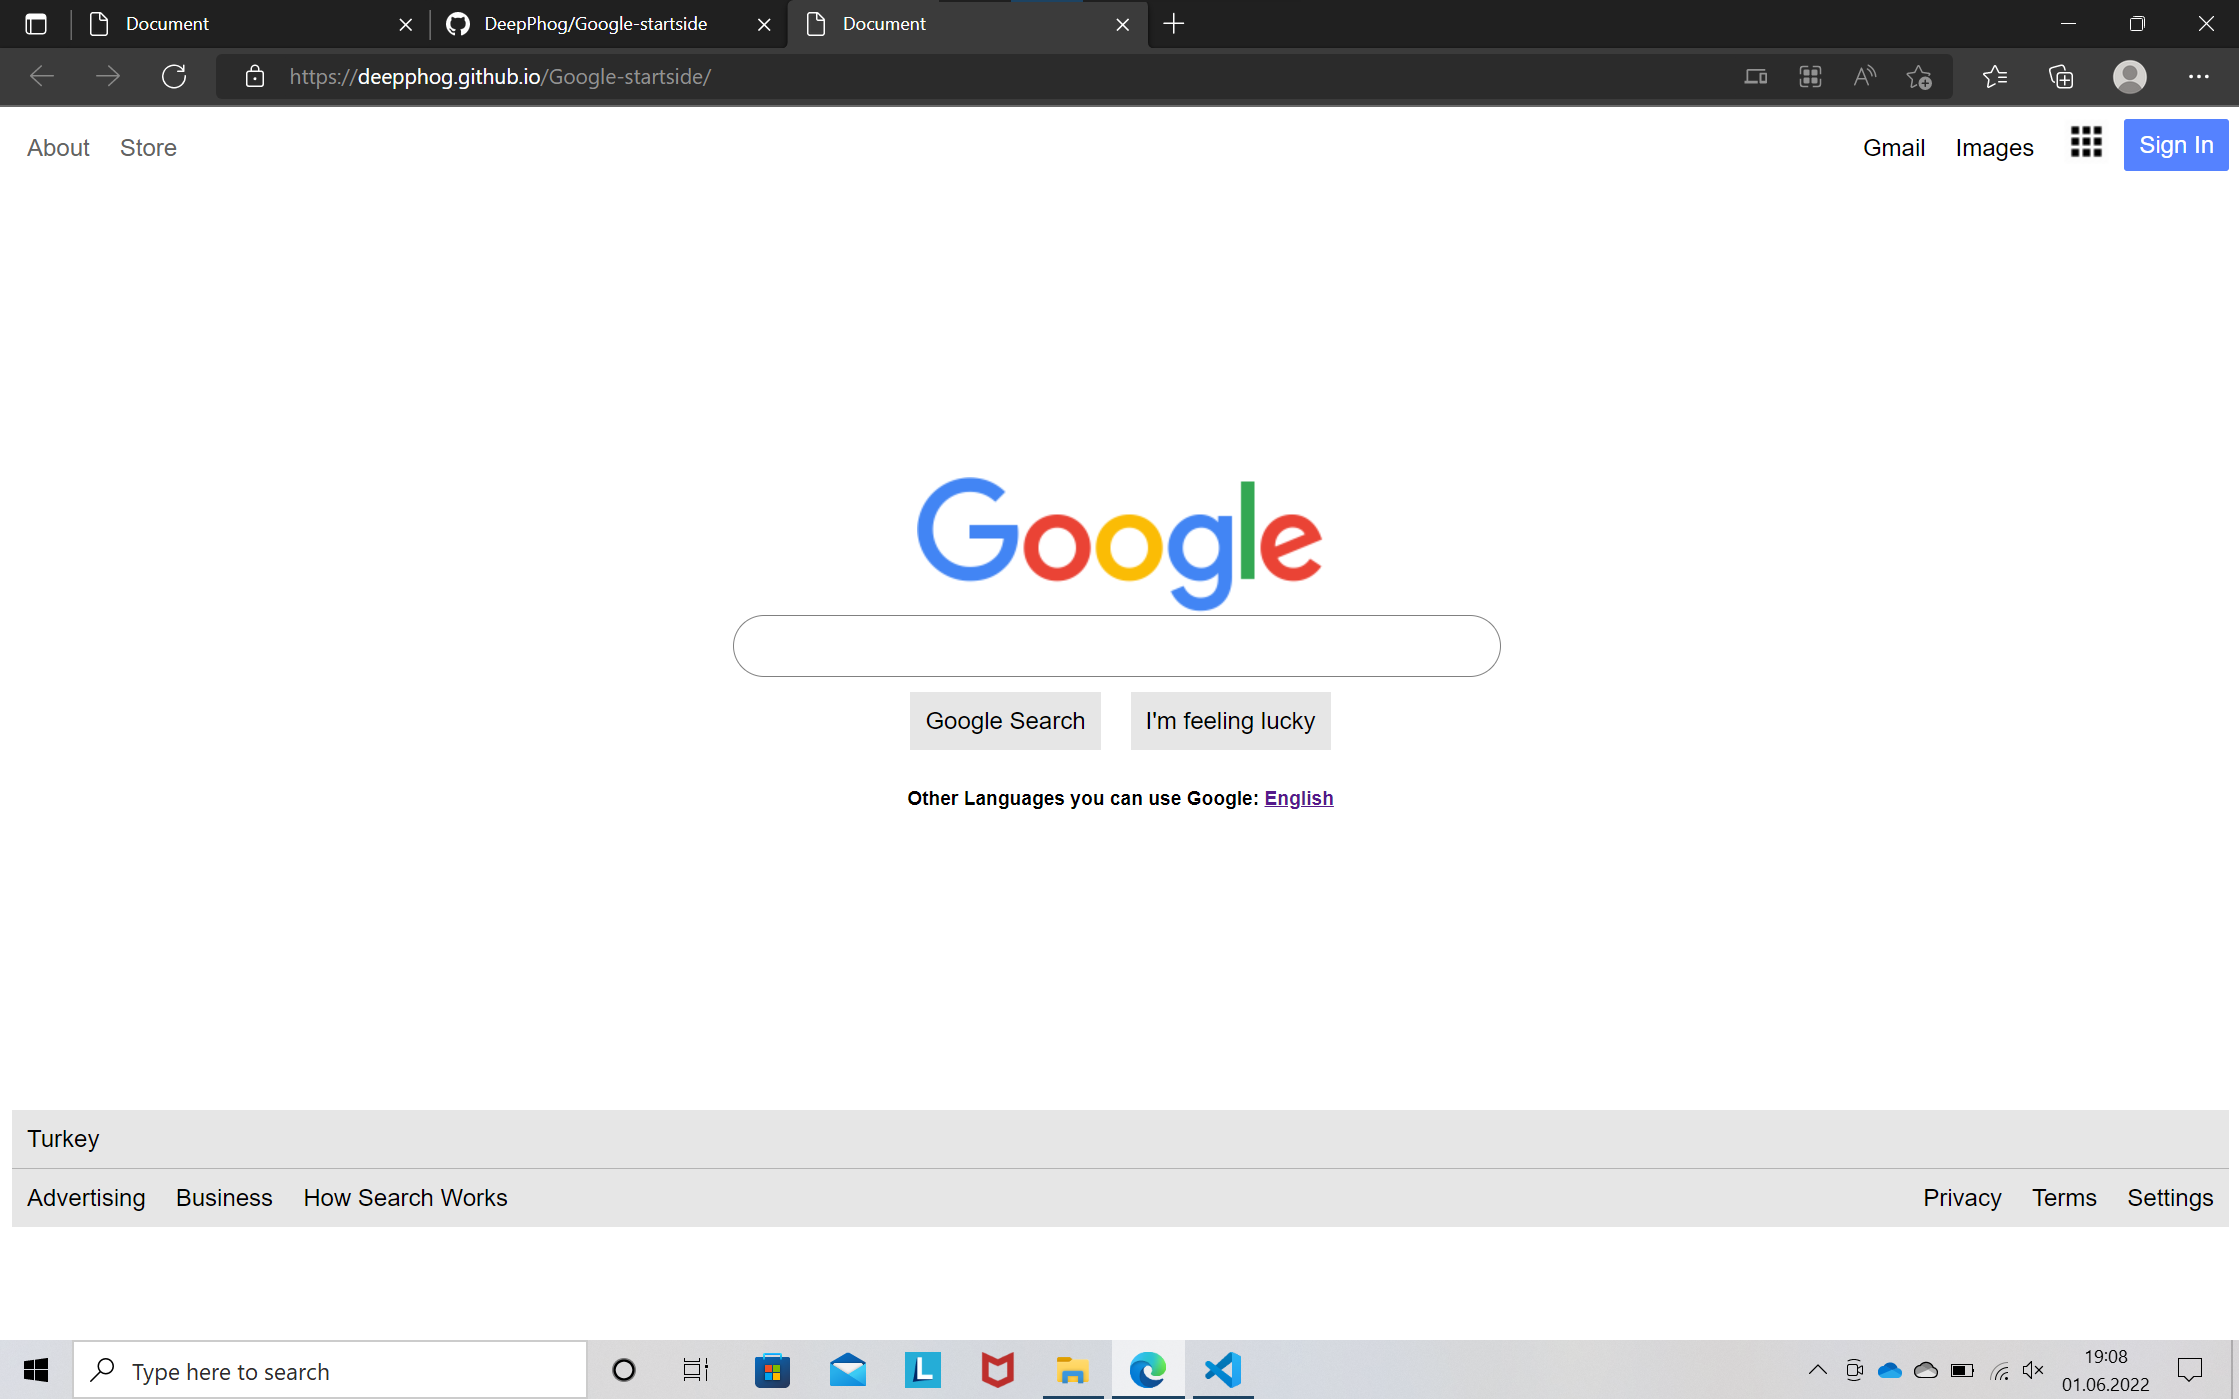 Document
DeepPhog/Google-startside
Document
https://deepphog.github.io/Google-startside/
About Store
Gmail Images Sign In
Google
Google Search I'm feeling lucky
Other Languages you can use Google: English
Turkey
Advertising Business How Search Works
Privacy Terms Settings
Type here to search
19:08
01.06.2022